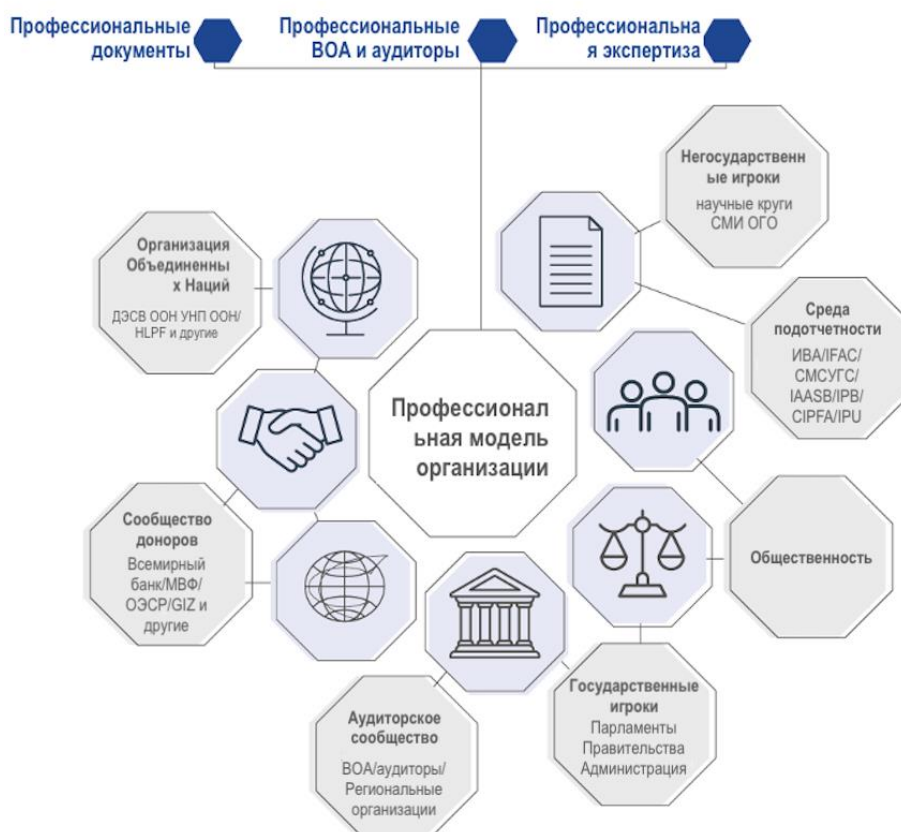 Профессиональные
документы
Профессиональные
ВОА и аудиторы
Профессиональна
я экспертиза
Негосударственн
ые игроки
научные круги
СМИ ОГО
Организация
Объединенны
х Наций
ДЭСВ ООН УНП ООН/
HLPF и другие
Среда
подотчетности
ИВА/IFAC/
СМСУГС/
IAASB/IPB/
CIPFA/IPU
Профессионал
ьная модель
организации
Сообщество
доноров
Всемирный
банк/МВФ/
ОЭСР/GIZ и
другие
Общественность
Государственные
игроки
Парламенты
Правительства
Администрация
Аудиторское
сообщество
ВОА/аудиторы/
Региональные
организации